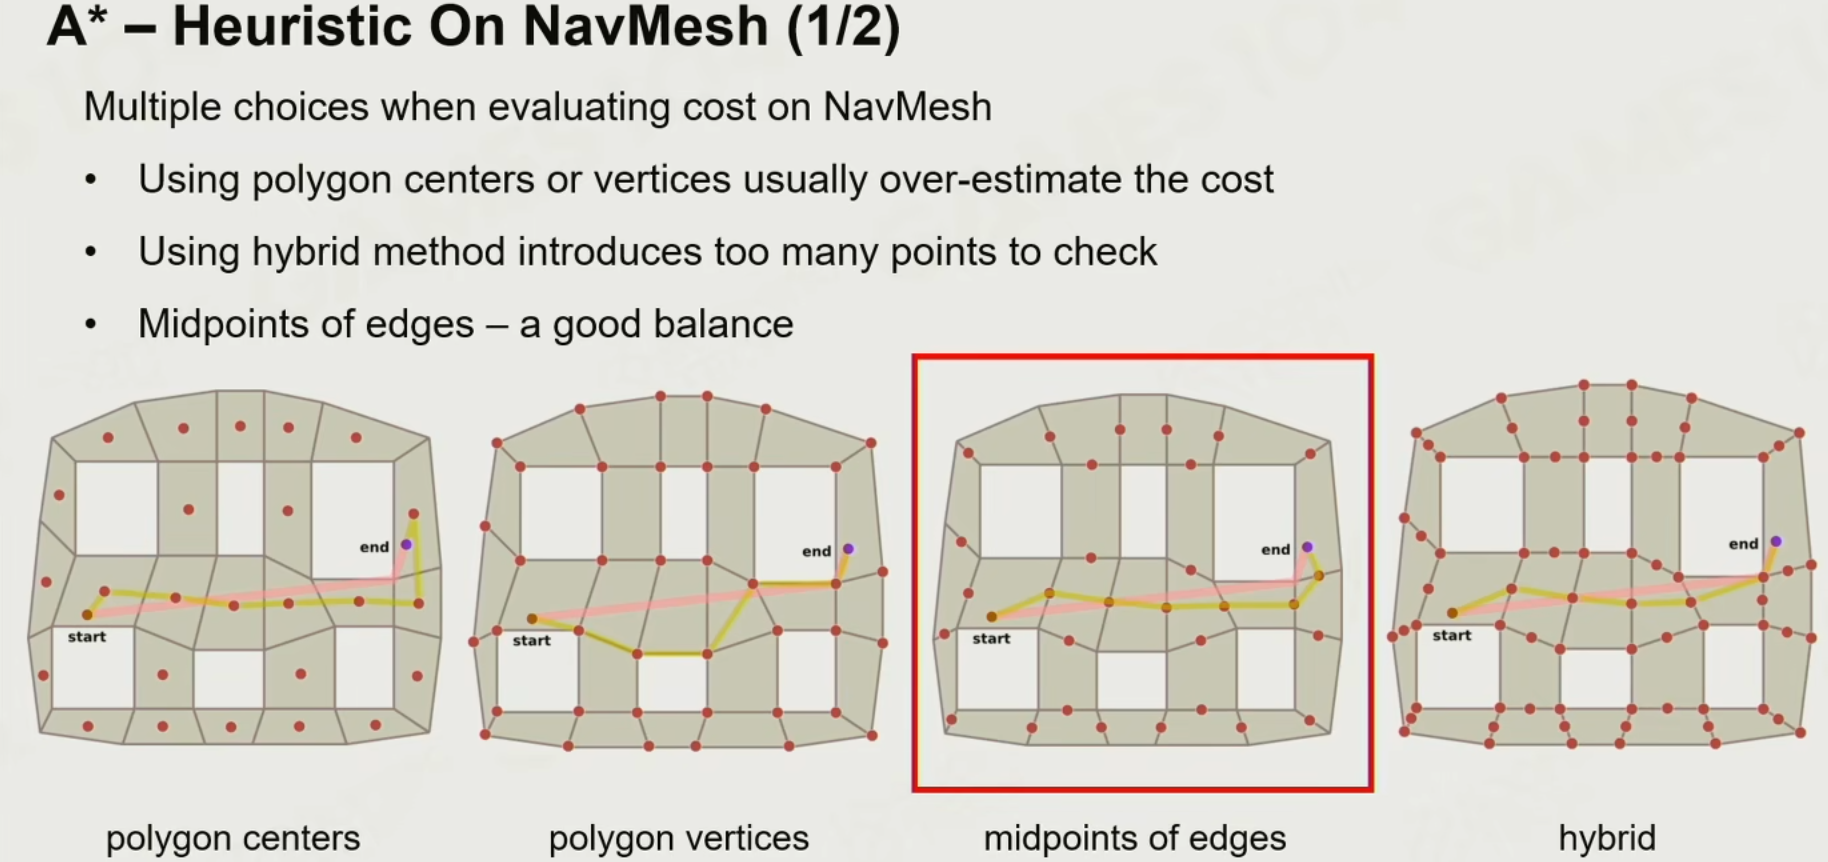 A* – Heuristic On NavMesh (1/2)
Multiple choices when evaluating cost on NavMesh
• Using polygon centers or vertices usually over-estimate the cost
• Using hybrid method introduces too many points to check
• Midpoints of edges – a good balance
end
start
end
start
end
start
end
start
polygon centers
polygon vertices
midpoints of edges
hybrid